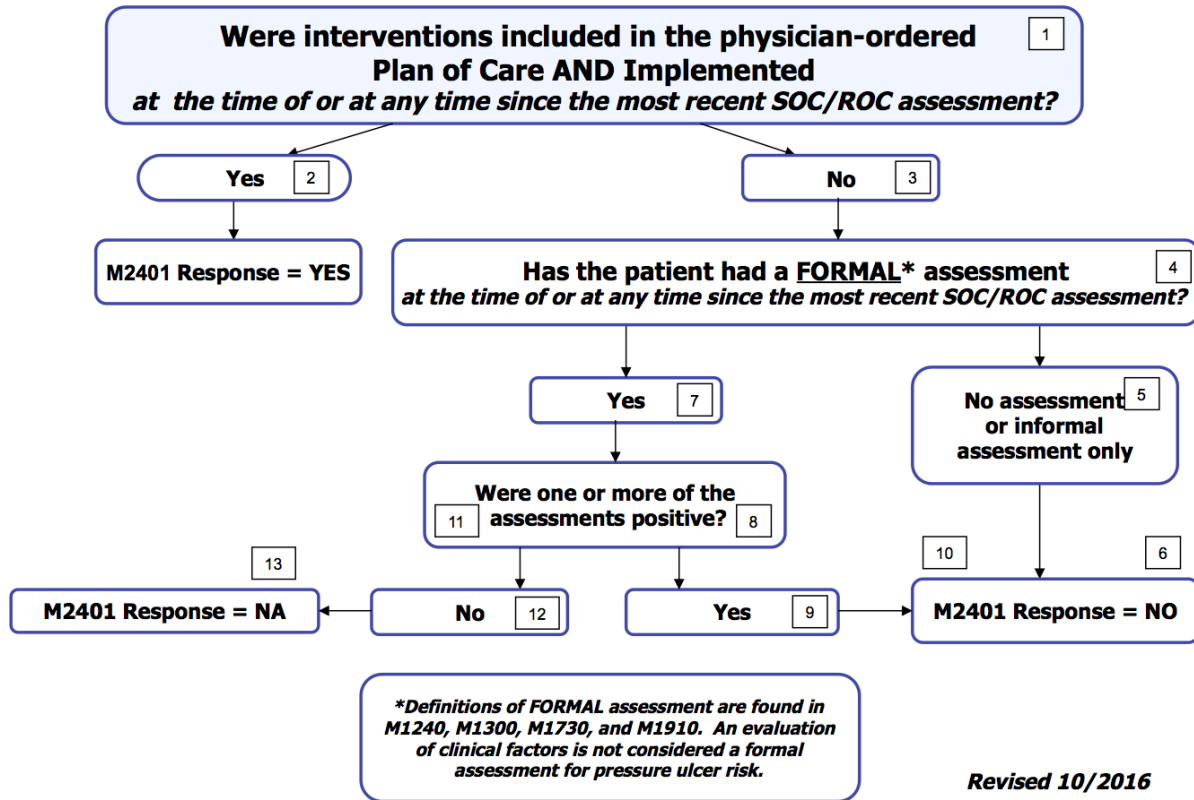 Were interventions included in the physician-ordered
1
Plan of Care AND Implemented
at the time of or at any time since the most recent SOC/ROC assessment?
Yes
2
No
3
M2401 Response = YES
Has the patient had a FORMAL* assessment
4
at the time of or at any time since the most recent SOC/ROC assessment?
Yes
7
5
No assessment
or informal
assessment only
Were one or more of the
assessments positive?
11
8
13
10
6
M2401 Response = NA
No
12
Yes
9
M2401 Response = NO
*Definitions of FORMAL assessment are found in
M1240, M1300, M1730, and M1910. An evaluation
of clinical factors is not considered a formal
assessment for pressure ulcer risk.
Revised 10/2016